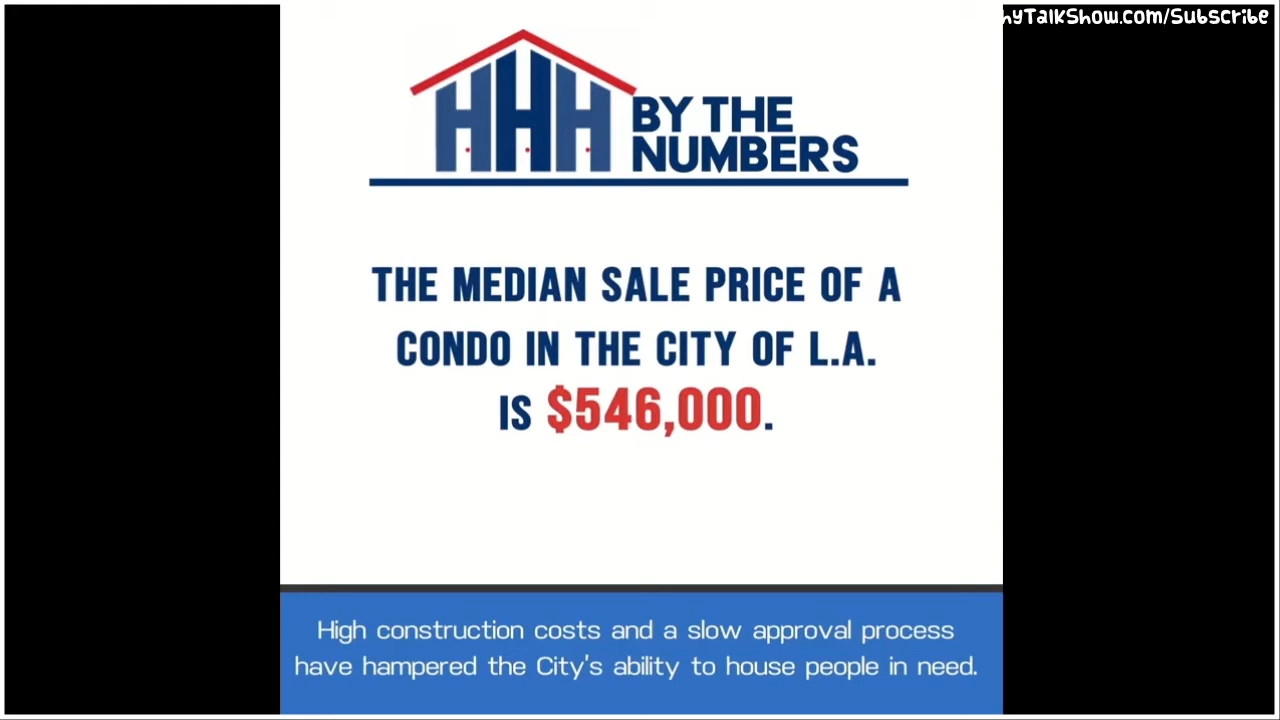 hyTalkShow.com/Subscribe
HHH BY THE
NUMBERS
THE MEDIAN SALE PRICE OF A
CONDO IN THE CITY OF L.A.
IS $546,000.
High construction costs and a slow approval process
have hampered the City's ability to house people in need.